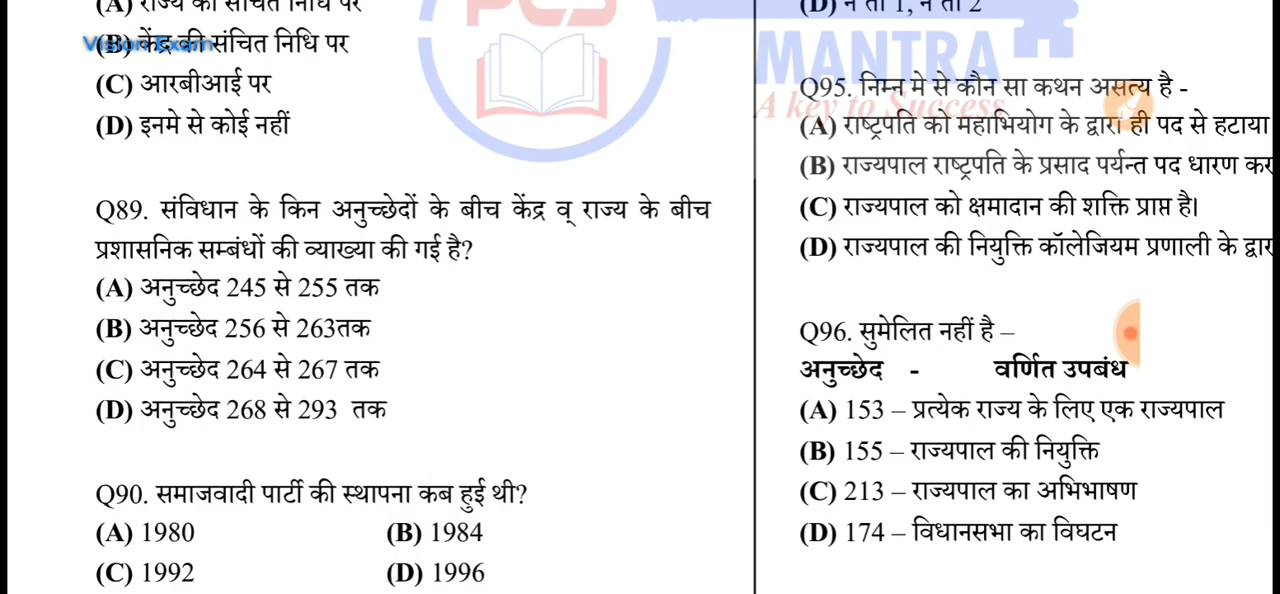 (A) राज्य की संचित निधि पर
(B) केंद्र की संचित निधि पर
Vision Exam
(C) आरबीआई पर
(D) इनमे से कोई नहीं
Q89. संविधान के किन अनुच्छेदों के बीच केंद्र व् राज्य के बीच
प्रशासनिक सम्बंधों की व्याख्या की गई है?
(A) अनुच्छेद 245 से 255 तक
(B) अनुच्छेद 256 से 263तक
(C) अनुच्छेद 264 से 267 तक
(D) अनुच्छेद 268 से 293 तक
Q90. समाजवादी पार्टी की स्थापना कब हुई थी?
(A) 1980 (B) 1984
(C) 1992 (D) 1996
PCS
MANTRA
A key to Success
(D) न तो 1, न तो 2
Q95. निम्न मे से कौन सा कथन असत्य है -
(A) राष्ट्रपति को महाभियोग के द्वारा ही पद से हटाया
(B) राज्यपाल राष्ट्रपति के प्रसाद पर्यन्त पद धारण
(C) राज्यपाल को क्षमादान की शक्ति प्राप्त है।
(D) राज्यपाल की नियुक्ति कॉलेजियम प्रणाली के
Q96. सुमेलित नहीं है –
अनुच्छेद - वर्णित उपबंध
(A) 153 – प्रत्येक राज्य के लिए एक राज्यपाल
(B) 155 – राज्यपाल की नियुक्ति
(C) 213 – राज्यपाल का अभिभाषण
(D) 174 – विधानसभा का विघटन